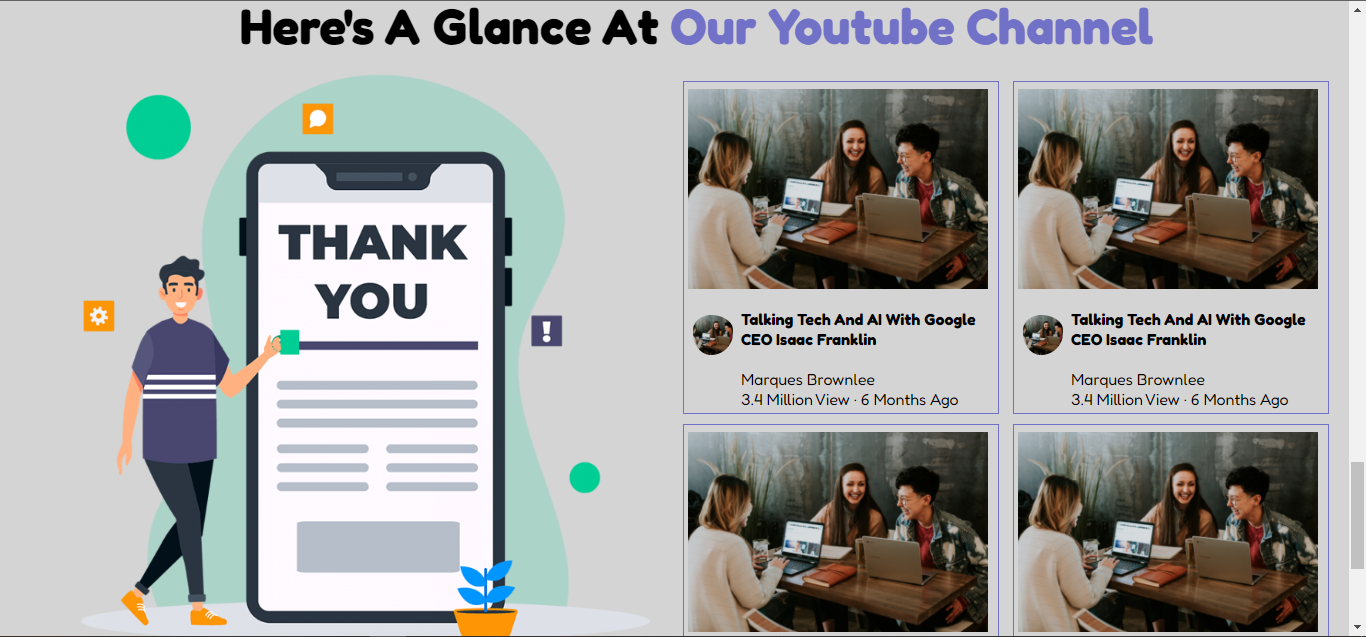 Here's A Glance At Our Youtube Channel
THANK
YOU
Talking Tech And AI With Google
CEO Isaac Franklin
Marques Brownlee
3.4 Million View · 6 Months Ago
Talking Tech And AI With Google
CEO Isaac Franklin
Marques Brownlee
3.4 Million View · 6 Months Ago